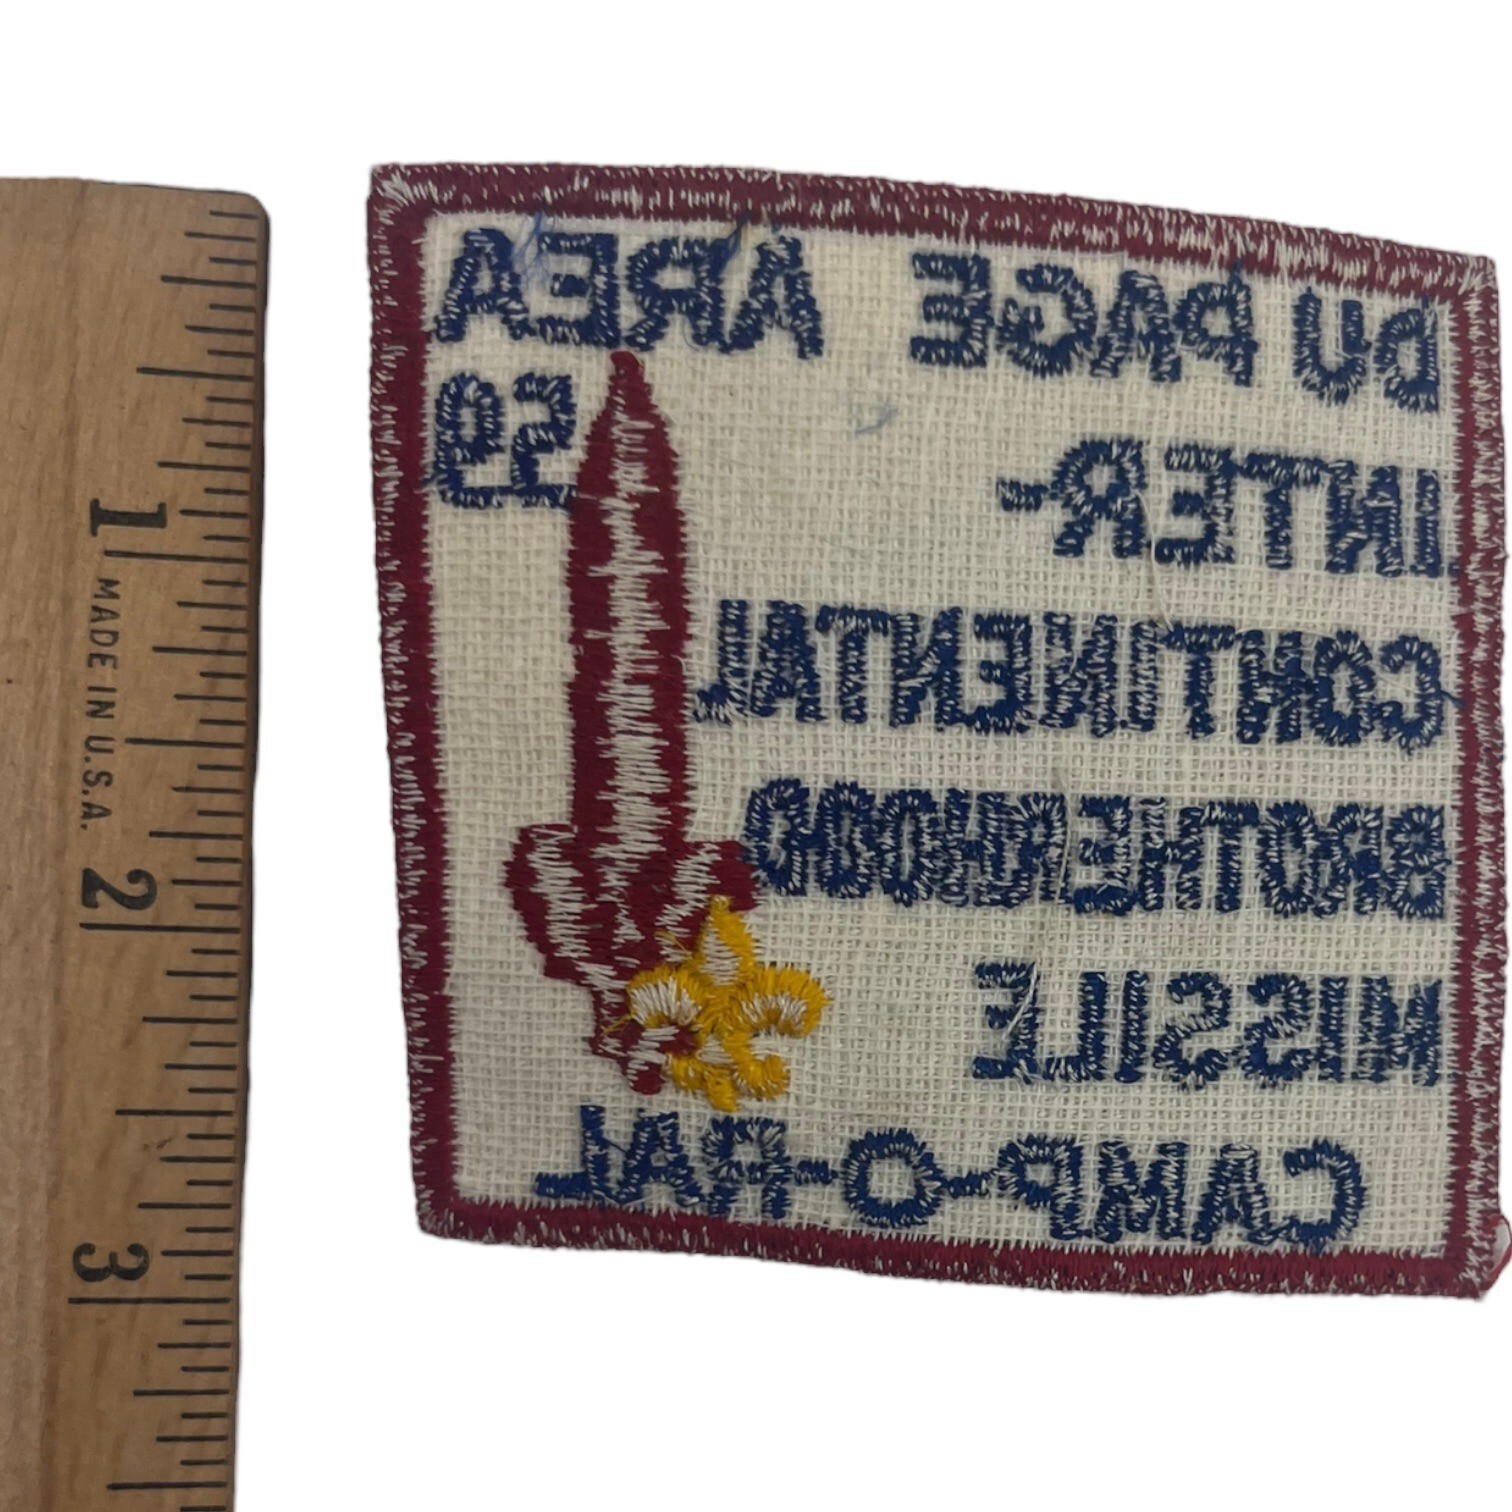 DU PAGE AREA
59
INTER-
CONTINENTAL
BROTHERHOOD
MISSILE
CAMP-O-RAL
1
MADE IN U.S.A.
2
3